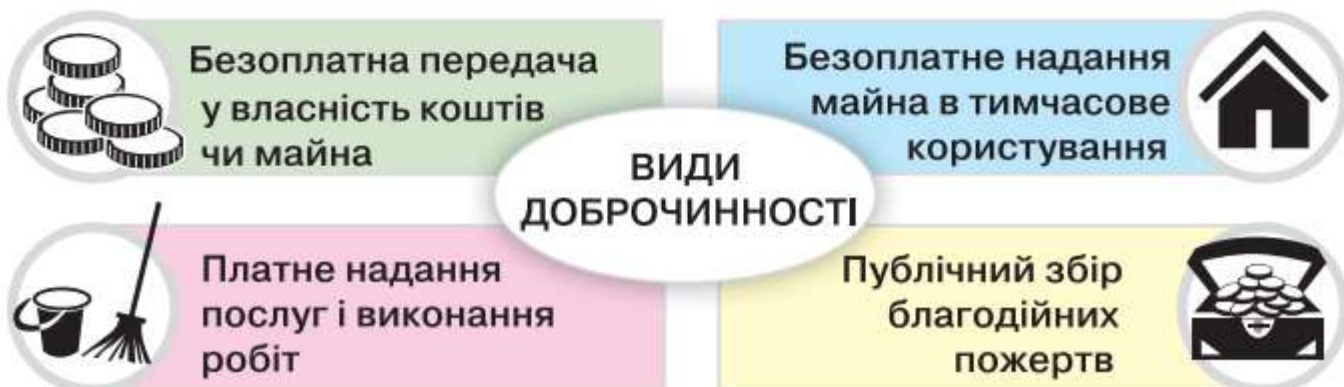 Безоплатна передача
у власність коштів
чи майна
Безоплатне надання
майна в тимчасове
користування
ВИДИ
ДОБРОЧИННОСТІ
Платне надання
послуг і виконання
робіт
Публічний збір
благодійних
пожертв